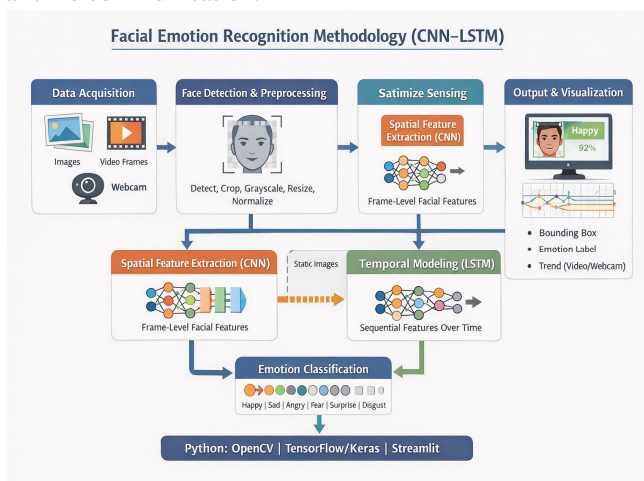 Facial Emotion Recognition Methodology (CNN–LSTM)
Data Acquisition
Images
Video Frames
Webcam
Face Detection & Preprocessing
Detect, Crop, Grayscale, Resize,
Normalize
Satimize Sensing
Spatial Feature
Extraction (CNN)
Frame-Level Facial Features
Output & Visualization
Happy
92%
• Bounding Box
• Emotion Label
• Trend (Video/Webcam)
Spatial Feature Extraction (CNN)
Frame-Level Facial Features
Static Images
Temporal Modeling (LSTM)
Sequential Features Over Time
Emotion Classification
Happy | Sad | Angry | Fear | Surprise | Disgust
Python: OpenCV | TensorFlow/Keras | Streamlit